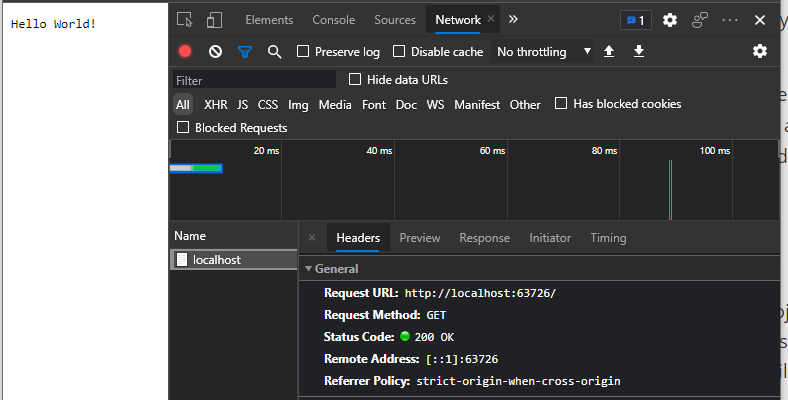 Hello World!
Elements Console Sources Network × » 1
Preserve log Disable cache No throttling
Filter Hide data URLs
All XHR JS CSS Img Media Font Doc WS Manifest Other Has blocked cookies
Blocked Requests
20 ms 40 ms 60 ms 80 ms 100 ms
Name
localhost
× Headers Preview Response Initiator Timing
General
Request URL: http://localhost:63726/
Request Method: GET
Status Code: 200 OK
Remote Address: [::1]:63726
Referrer Policy: strict-origin-when-cross-origin